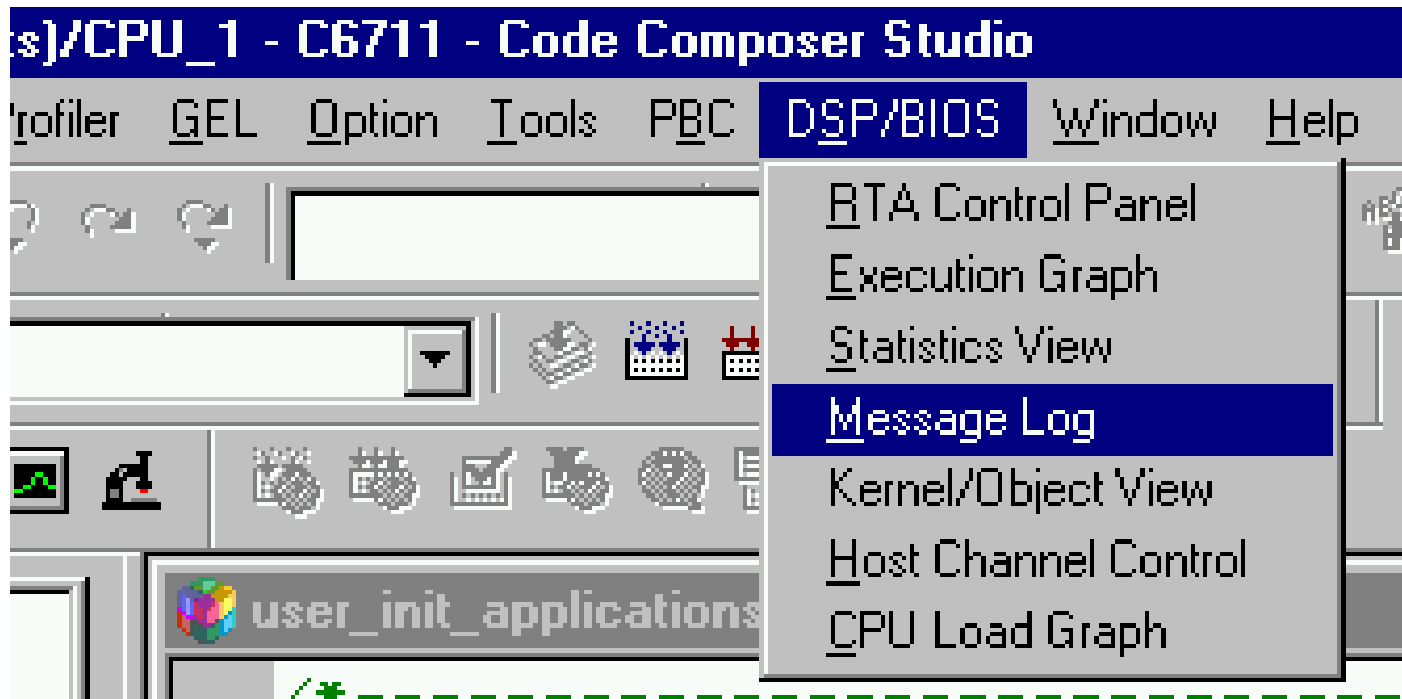 s)/CPU_1 - C6711 - Code Composer Studio
rofiler GEL Option Tools PBC DSP/BIOS Window Help
RTA Control Panel
Execution Graph
Statistics View
Message Log
Kernel/Object View
Host Channel Control
CPU Load Graph
user_init_applications
/*------------------